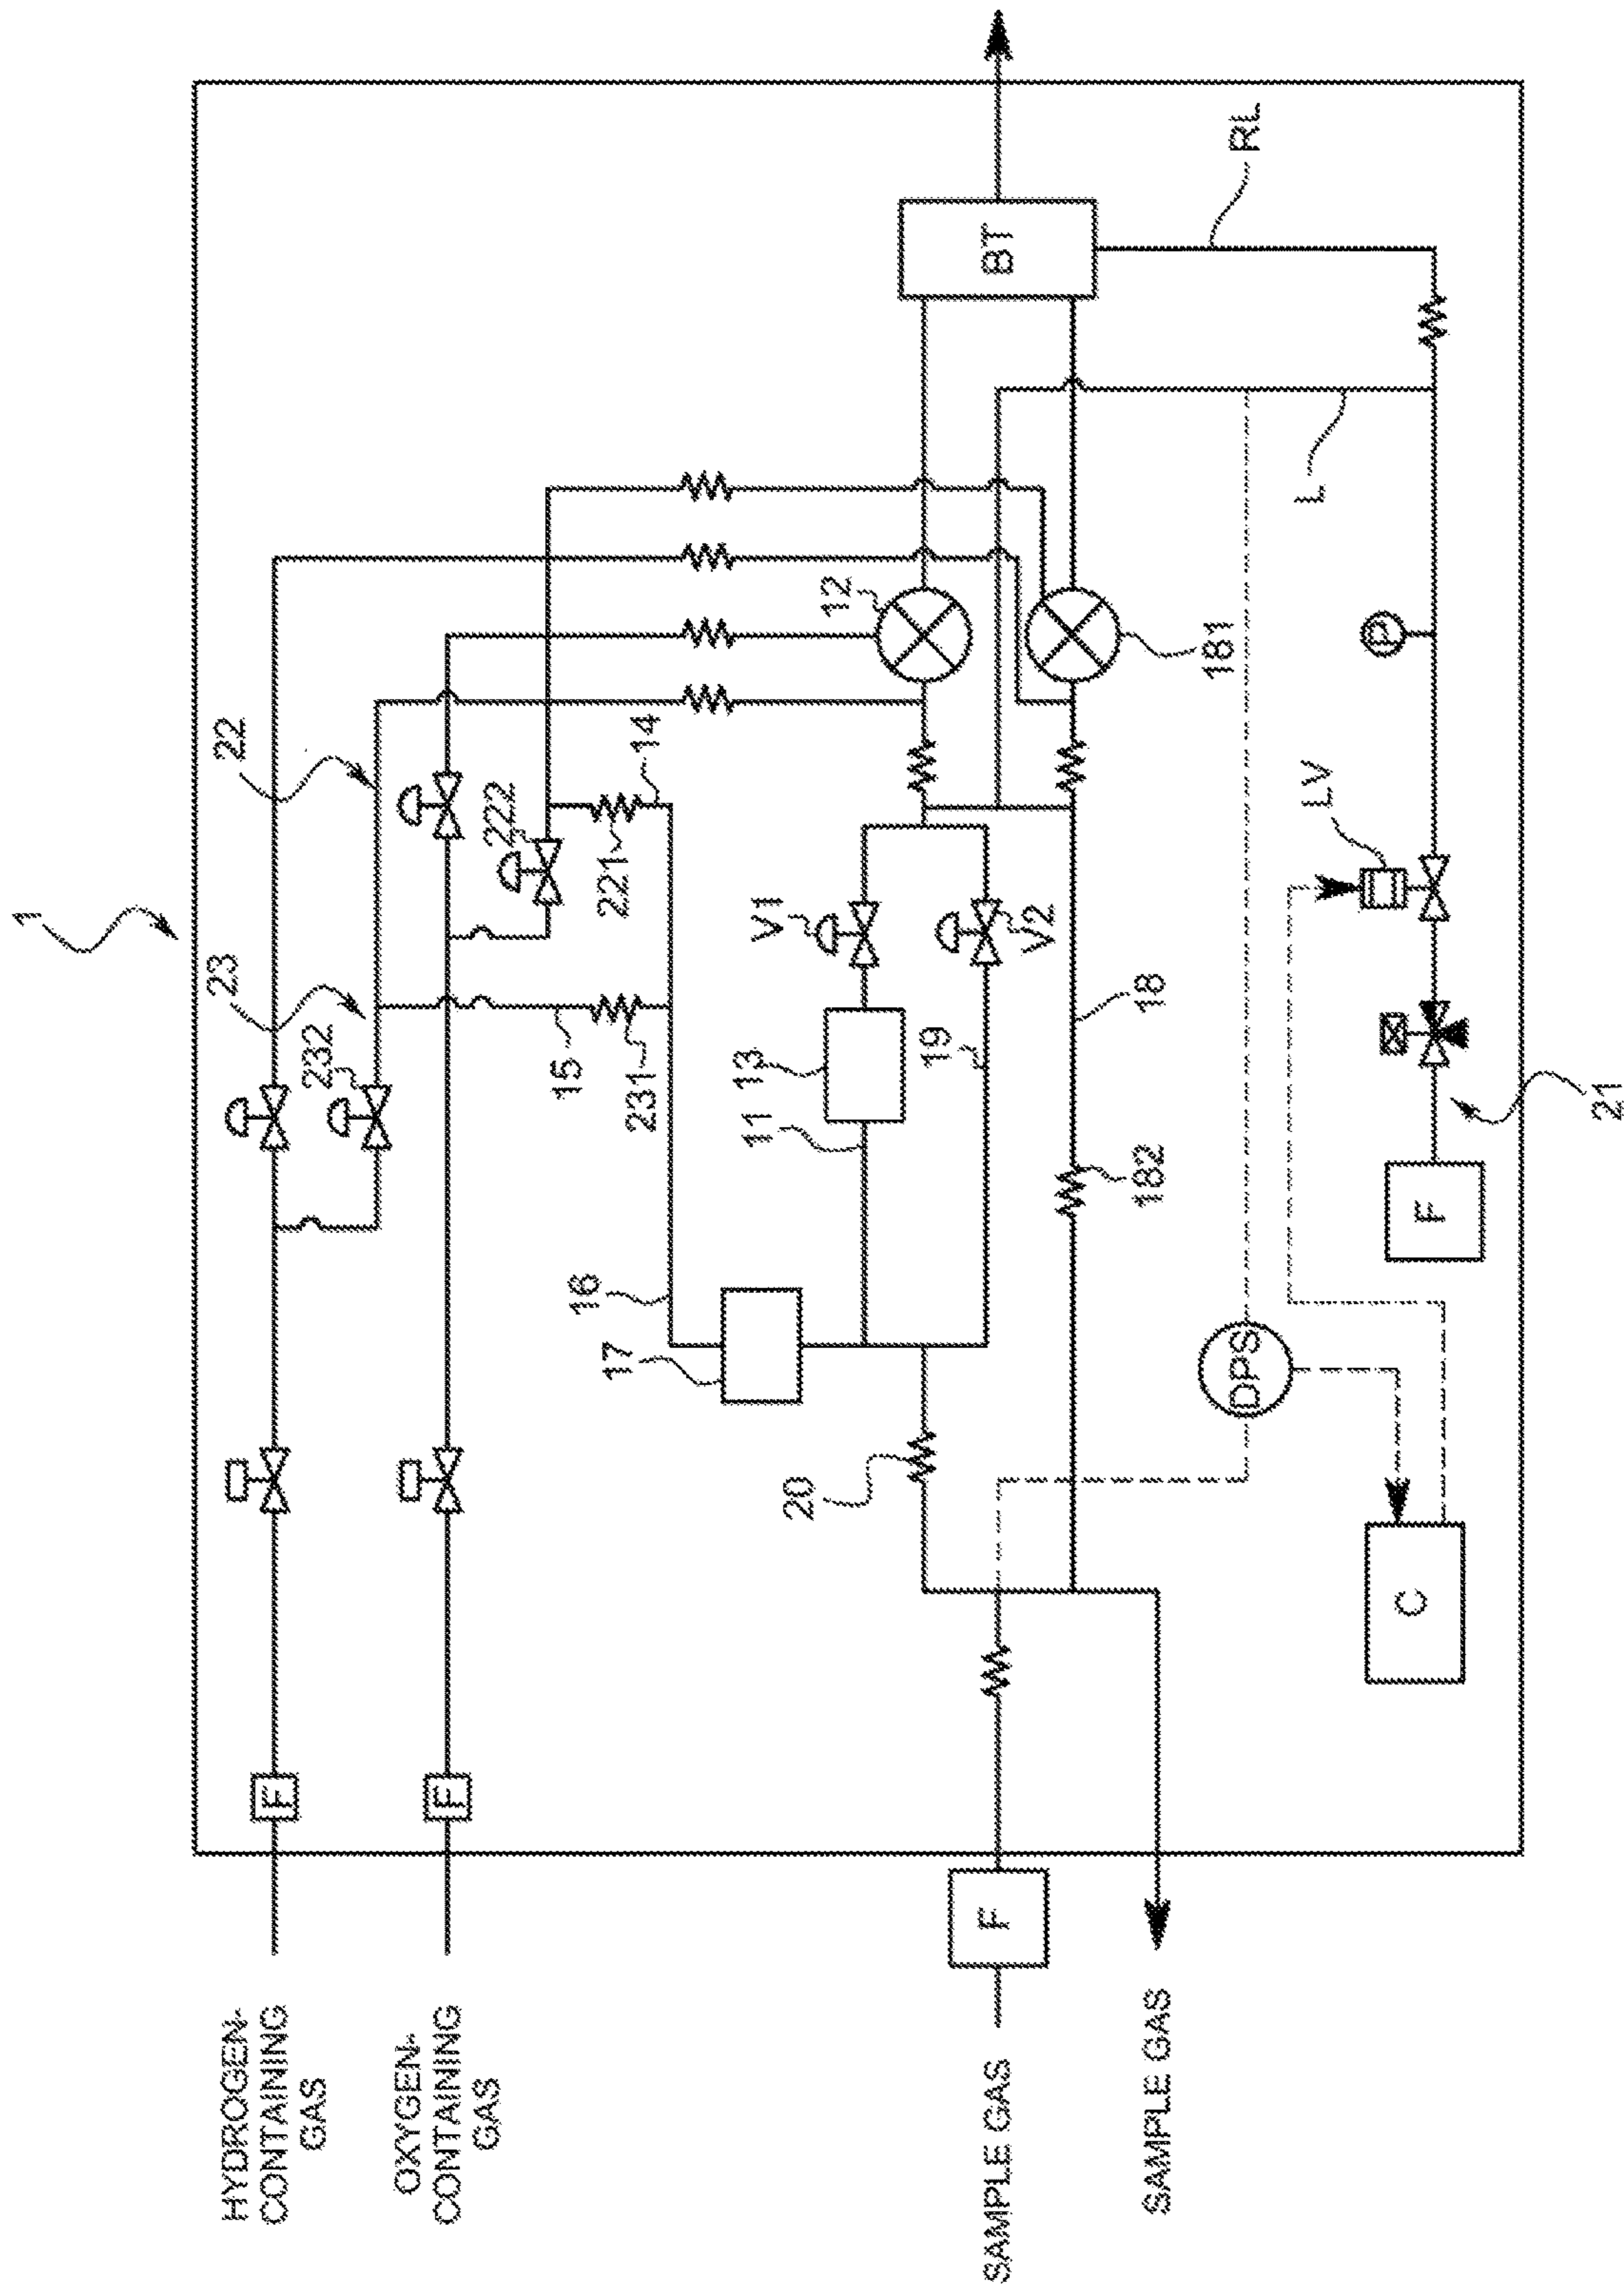 1
HYDROGEN-
CONTAINING
GAS
F
23
22
232
OXYGEN-
CONTAINING
GAS
F
222
15
14
231
221
16
17
12
13
V1
11
20
19
V2
BT
SAMPLE GAS
F
18
182
181
SAMPLE GAS
DPS
L
RL
LV
P
C
F
21